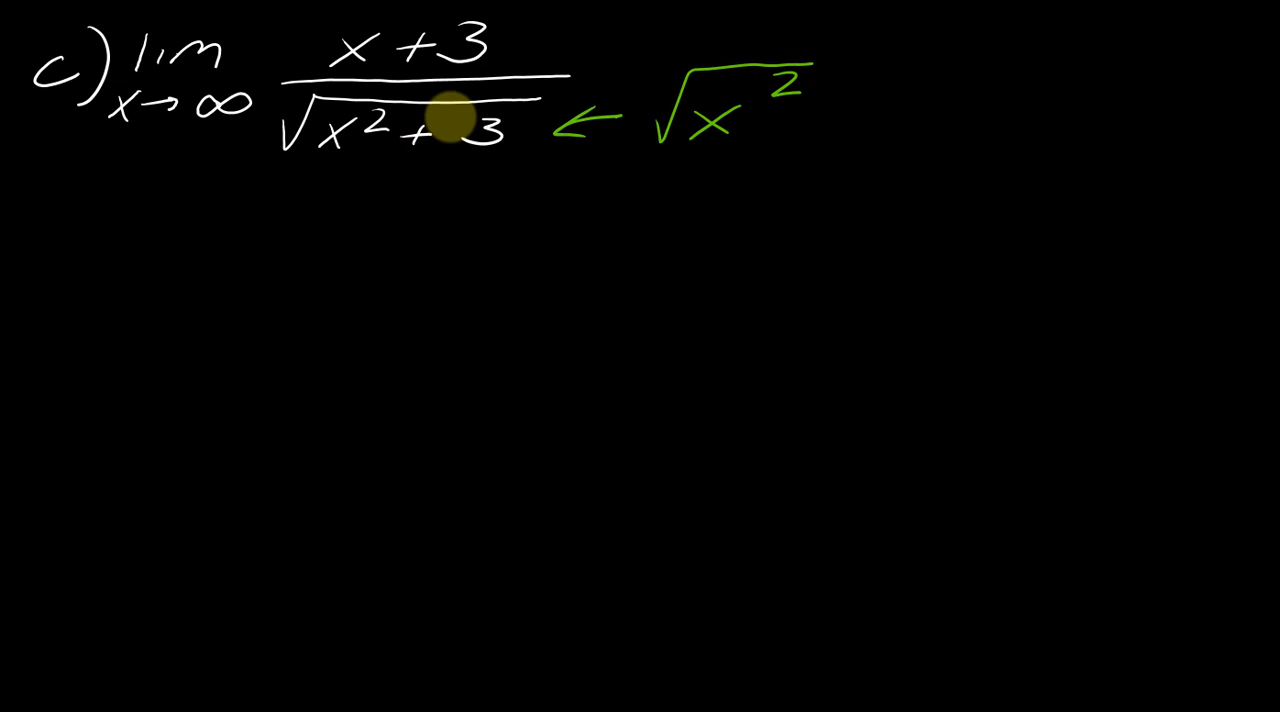 c) lim x→∞ x + 3 / √(x² + 3) ← √x²